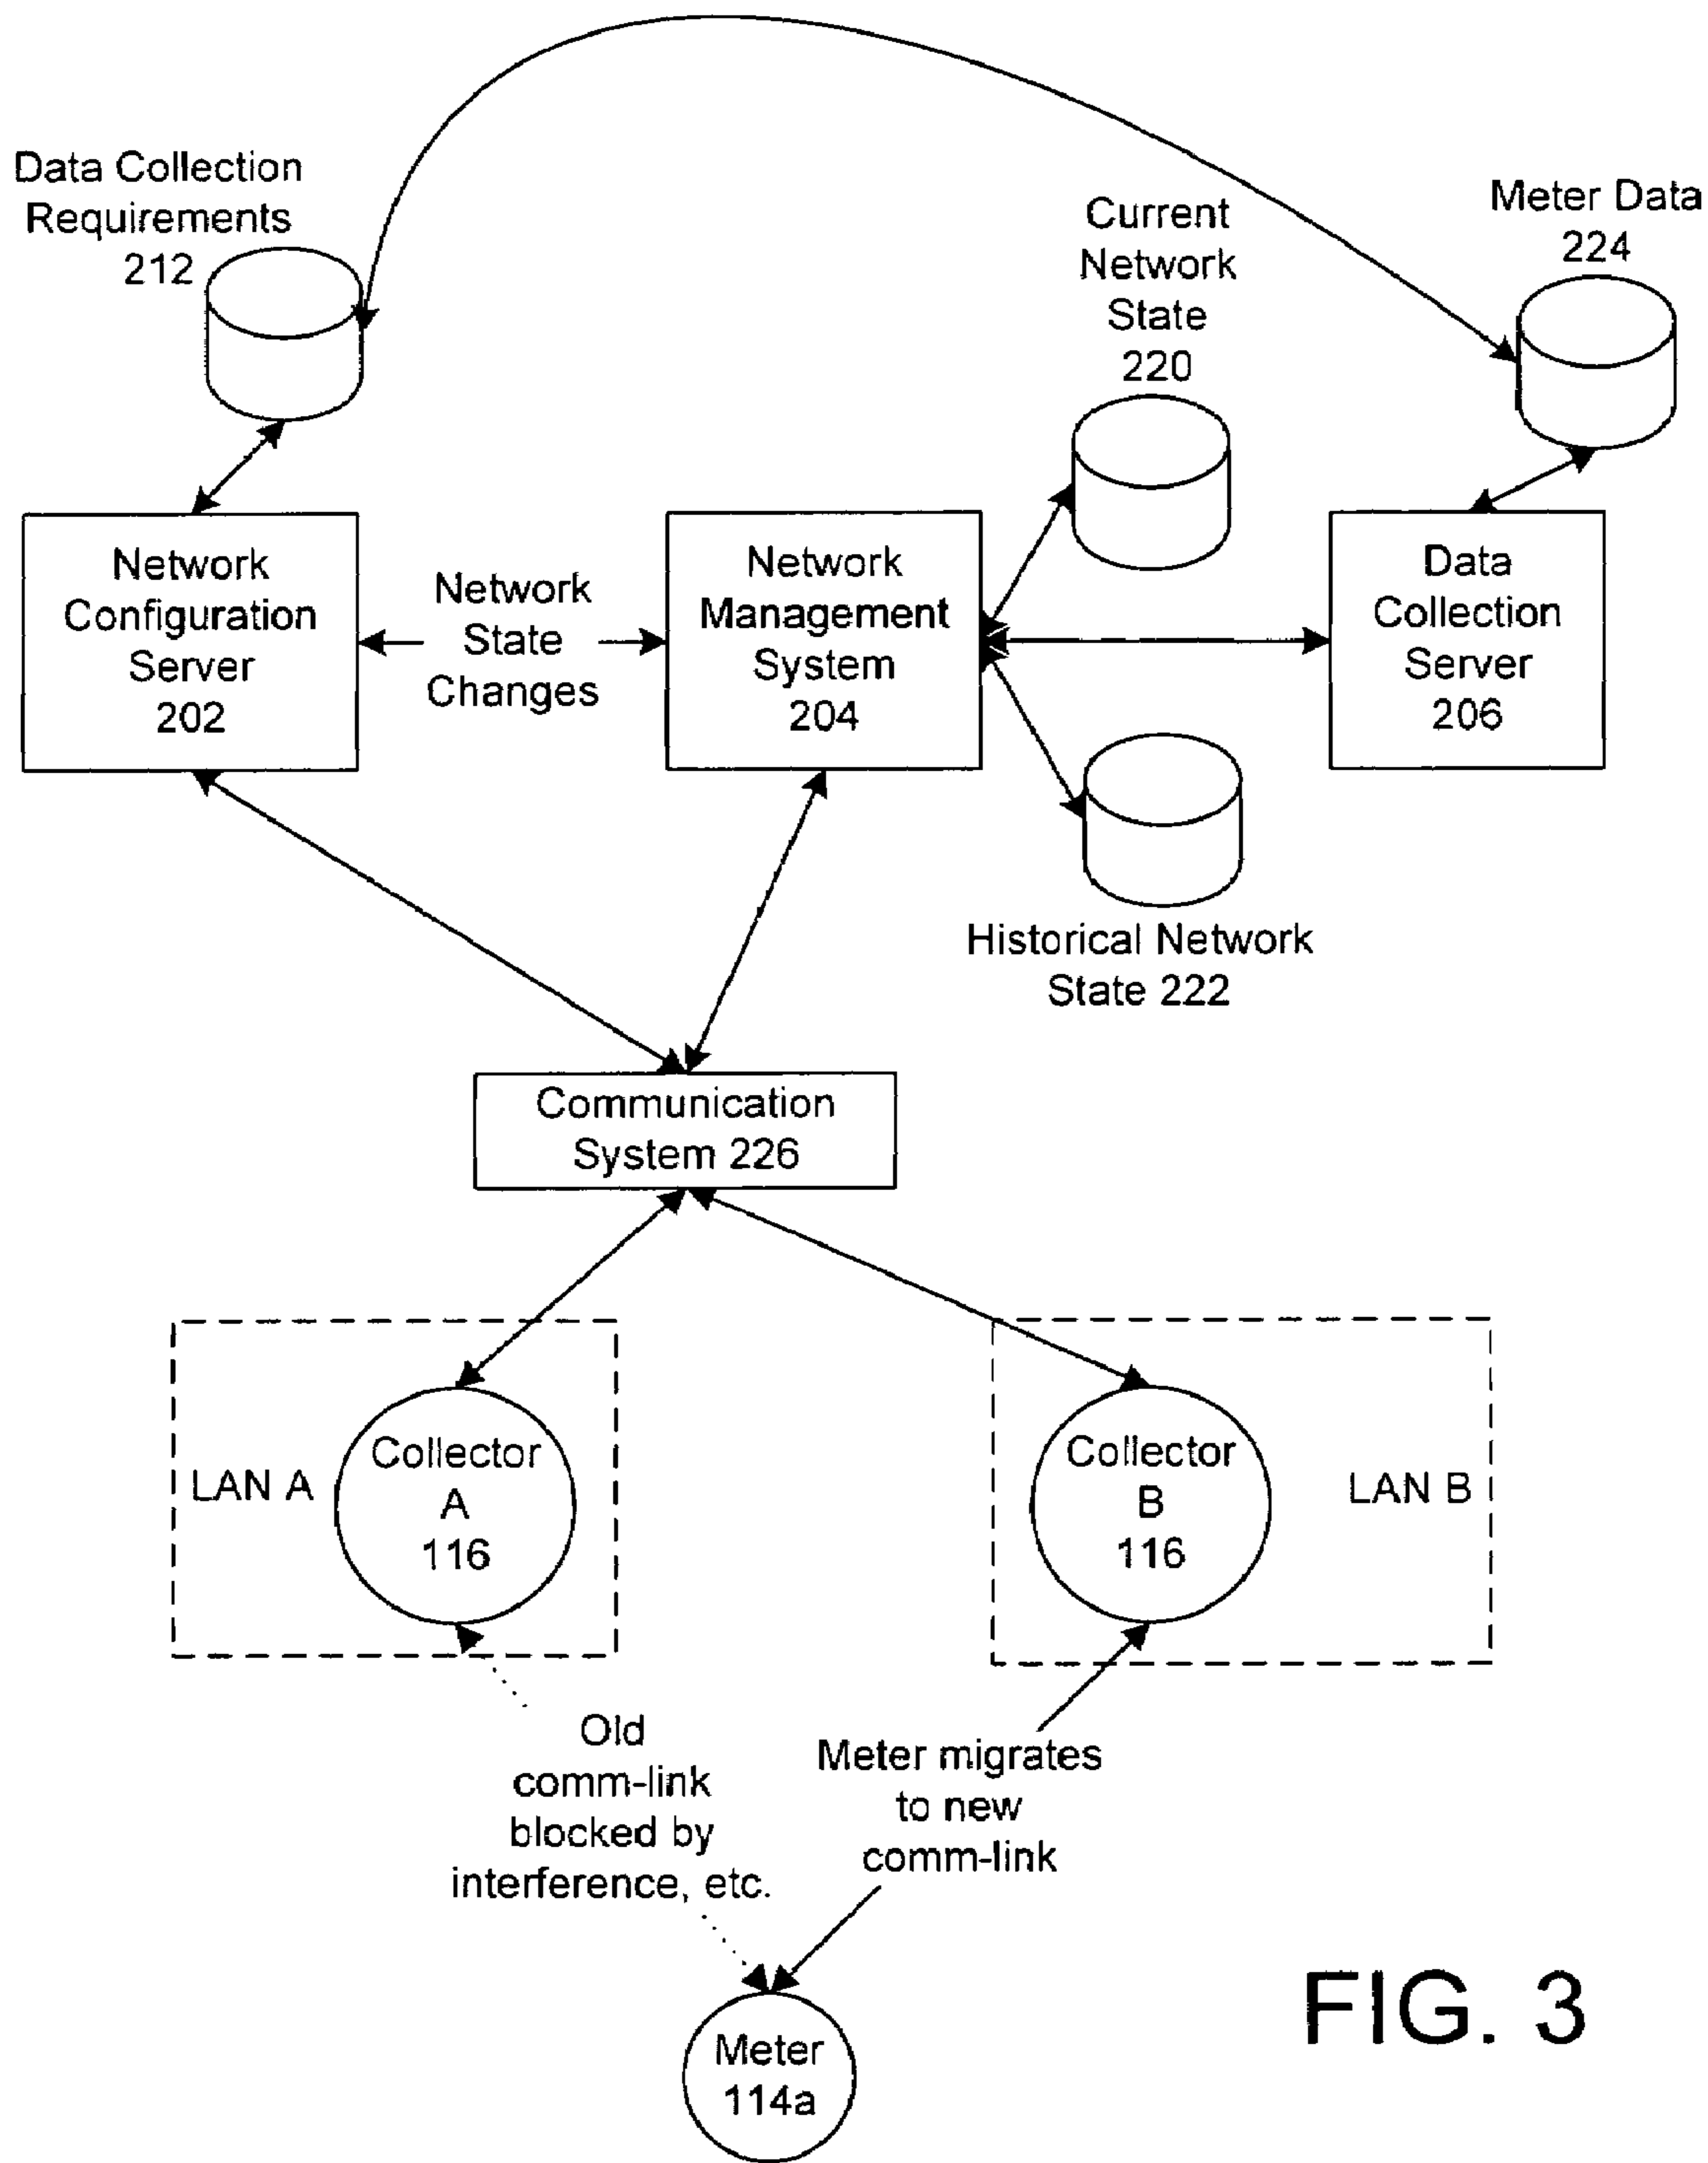 Data Collection
Requirements
212
Current
Network
State
220
Meter Data
224
Network
Configuration
Server
202
Network
State
Changes
Network
Management
System
204
Data
Collection
Server
206
Historical Network
State 222
Communication
System 226
LAN A
Collector
A
116
Collector
B
116
LAN B
Old
comm-link
blocked by
interference, etc.
Meter migrates
to new
comm-link
Meter
114a
FIG. 3